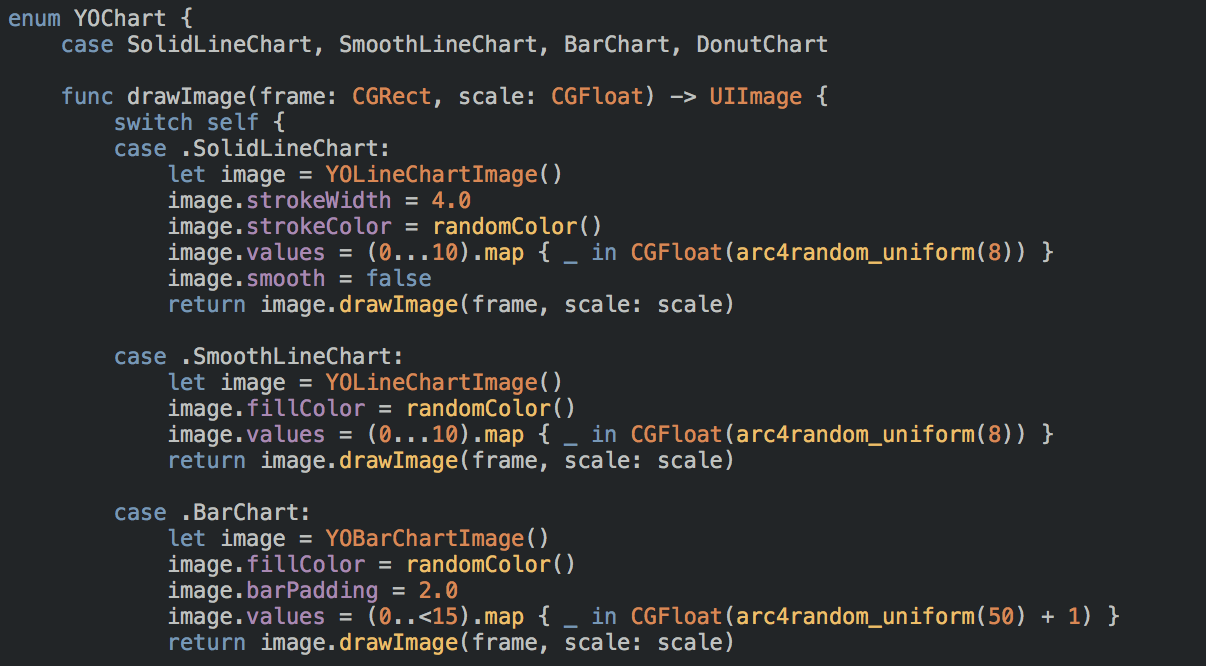 enum YOChart {
    case SolidLineChart, SmoothLineChart, BarChart, DonutChart

    func drawImage(frame: CGRect, scale: CGFloat) -> UIImage {
        switch self {
        case .SolidLineChart:
            let image = YOLineChartImage()
            image.strokeWidth = 4.0
            image.strokeColor = randomColor()
            image.values = (0...10).map { _ in CGFloat(arc4random_uniform(8)) }
            image.smooth = false
            return image.drawImage(frame, scale: scale)

        case .SmoothLineChart:
            let image = YOLineChartImage()
            image.fillColor = randomColor()
            image.values = (0...10).map { _ in CGFloat(arc4random_uniform(8)) }
            return image.drawImage(frame, scale: scale)

        case .BarChart:
            let image = YOBarChartImage()
            image.fillColor = randomColor()
            image.barPadding = 2.0
            image.values = (0..<15).map { _ in CGFloat(arc4random_uniform(50) + 1) }
            return image.drawImage(frame, scale: scale)